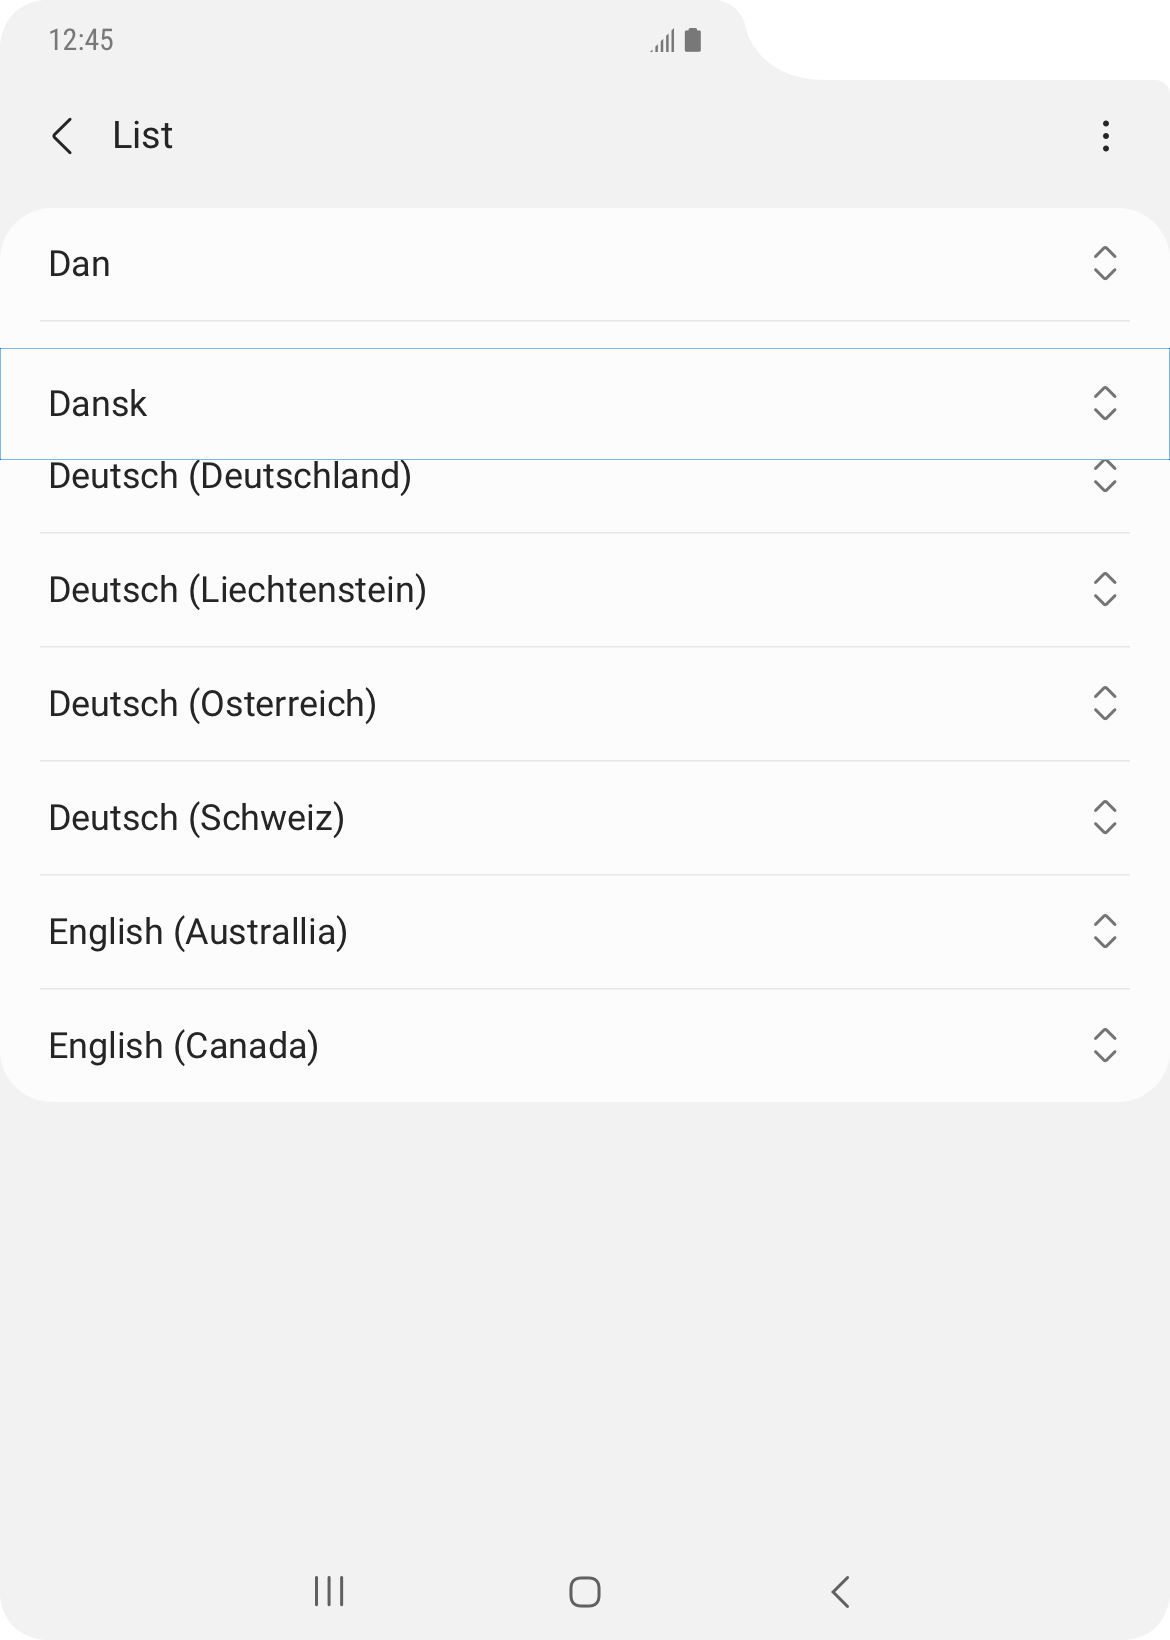 12:45
List
Dan
Dansk
Deutsch (Deutschland)
Deutsch (Liechtenstein)
Deutsch (Osterreich)
Deutsch (Schweiz)
English (Australlia)
English (Canada)